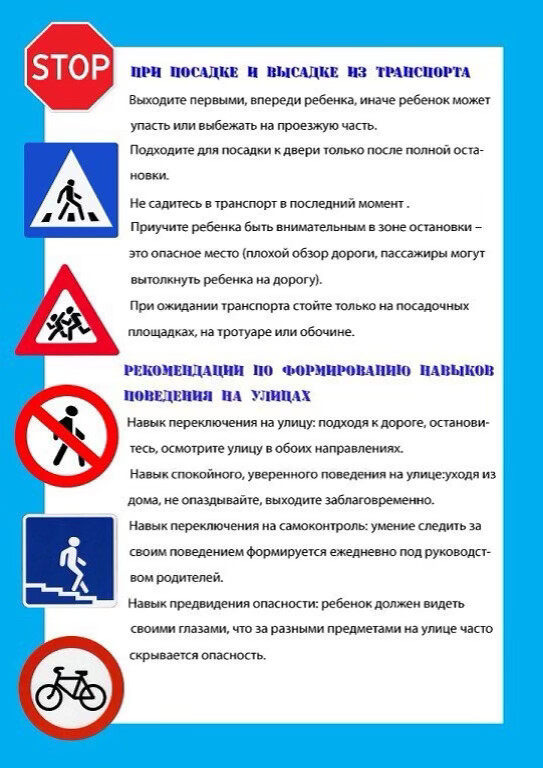 STOP
ПРИ ПОСАДКЕ И ВЫСАДКЕ ИЗ ТРАНСПОРТА
Выходите первыми, впереди ребенка, иначе ребенок может
упасть или выбежать на проезжую часть.
Подходите для посадки к двери только после полной оста-
новки.
Не садитесь в транспорт в последний момент .
Приучите ребенка быть внимательным в зоне остановки –
это опасное место (плохой обзор дороги, пассажиры могут
вытолкнуть ребенка на дорогу).
При ожидании транспорта стойте только на посадочных
площадках, на тротуаре или обочине.
РЕКОМЕНДАЦИИ ПО ФОРМИРОВАНИЮ НАВЫКОВ
ПОВЕДЕНИЯ НА УЛИЦАХ
Навык переключения на улицу: подходя к дороге, останови-
тесь, осмотрите улицу в обоих направлениях.
Навык спокойного, уверенного поведения на улице:уходя из
дома, не опаздывайте, выходите заблаговременно.
Навык переключения на самоконтроль: умение следить за
своим поведением формируется ежедневно под руководст-
вом родителей.
Навык предвидения опасности: ребенок должен видеть
своими глазами, что за разными предметами на улице часто
скрывается опасность.